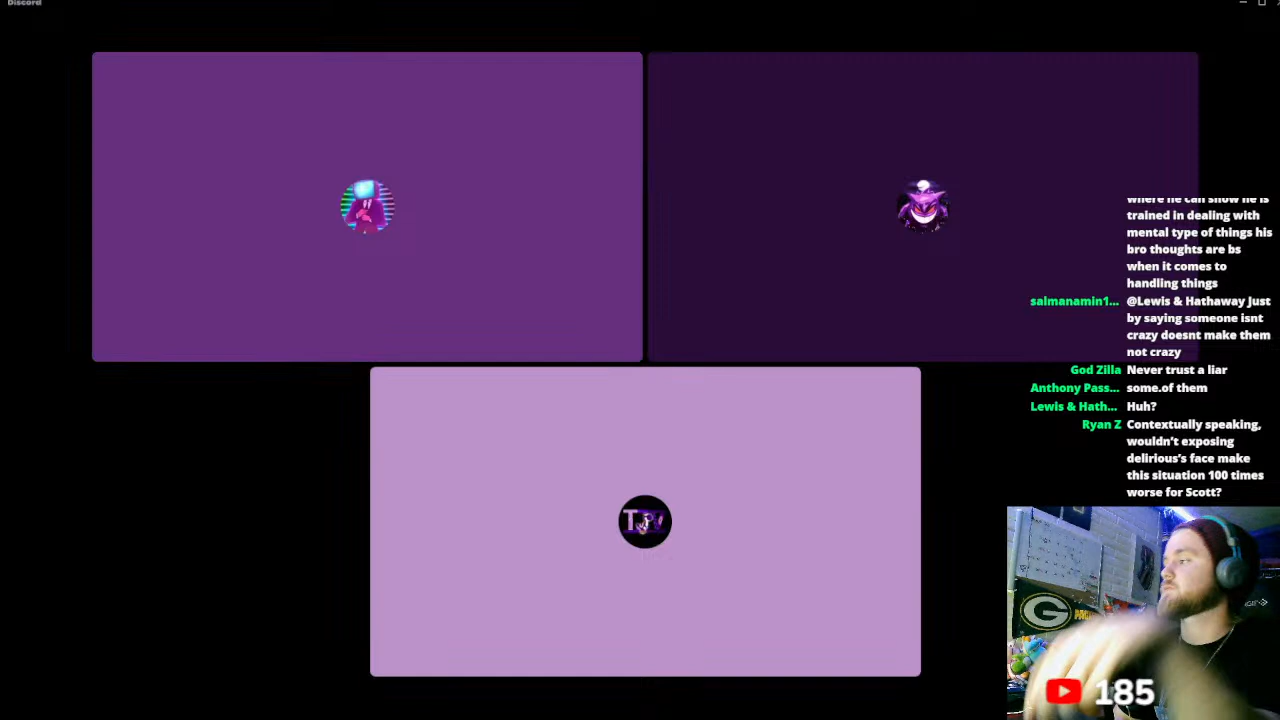 Discord
where he can show he is
trained in dealing with
mental type of things his
bro thoughts are bs
when it comes to
handling things
salmanamin1... @Lewis & Hathaway Just
by saying someone isnt
crazy doesnt make them
not crazy
God Zilla Never trust a liar
Anthony Pass... some.of them
Lewis & Hath... Huh?
Ryan Z Contextually speaking,
wouldn't exposing
delirious's face make
this situation 100 times
worse for Scott?
G
185